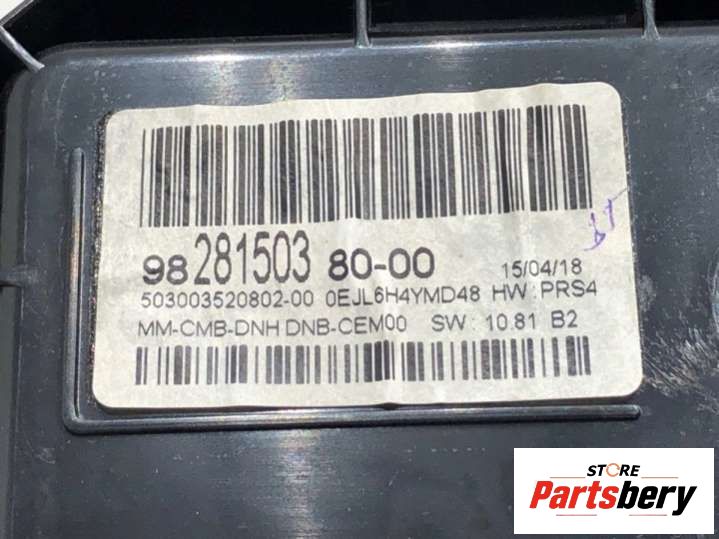 98 281503 80-00 15/04/18
503003520802-00 0EJL6H4YMD48 HW : PRS4
MM-CMB-DNH DNB-CEM00 SW : 10.81 B2
STORE
Partsbery